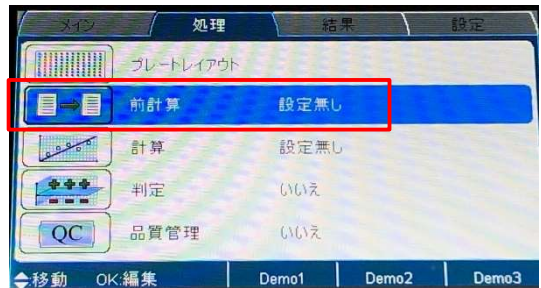 メイン 処理 結果 設定
プレートレイアウト
前計算 設定無し
計算 設定無し
判定 いいえ
QC 品質管理 いいえ
移動 OK:編集 Demo1 Demo2 Demo3